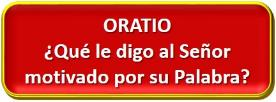 ORATIO
¿Qué le digo al Señor
motivado por su Palabra?